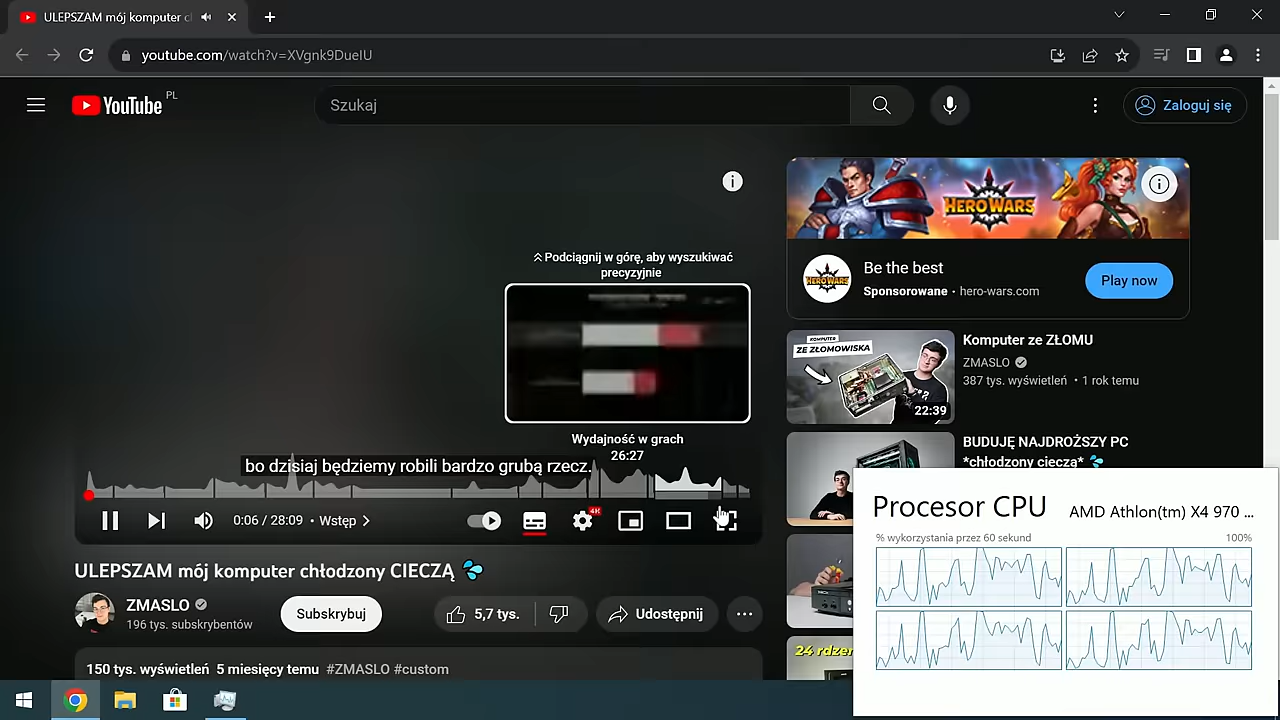 ULEPSZAM mój komputer cł
youtube.com/watch?v=XVgnk9DueIU
YouTube PL
Szukaj
Zaloguj się
HERO WARS
Be the best
HERO WARS
Sponsorowane · hero-wars.com
Play now
Podciągnij w górę, aby wyszukiwać
precyzyjnie
Wydajność w grach
26:27
bo dzisiaj będziemy robili bardzo grubą rzecz.
0:06 / 28:09 · Wstęp
4K
KOMPUTER
ZE ZŁOMOWISKA
22:39
Komputer ze ZŁOMU
ZMASLO
387 tys. wyświetleń · 1 rok temu
BUDUJĘ NAJDROŻSZY PC
*chłodzony cieczą*
ULEPSZAM mój komputer chłodzony CIECZĄ
ZMASLO
196 tys. subskrybentów
Subskrybuj
5,7 tys.
Udostępnij
150 tys. wyświetleń 5 miesięcy temu #ZMASLO #custom
24 rdzen
Procesor CPU
AMD Athlon(tm) X4 970 ...
% wykorzystania przez 60 sekund
100%